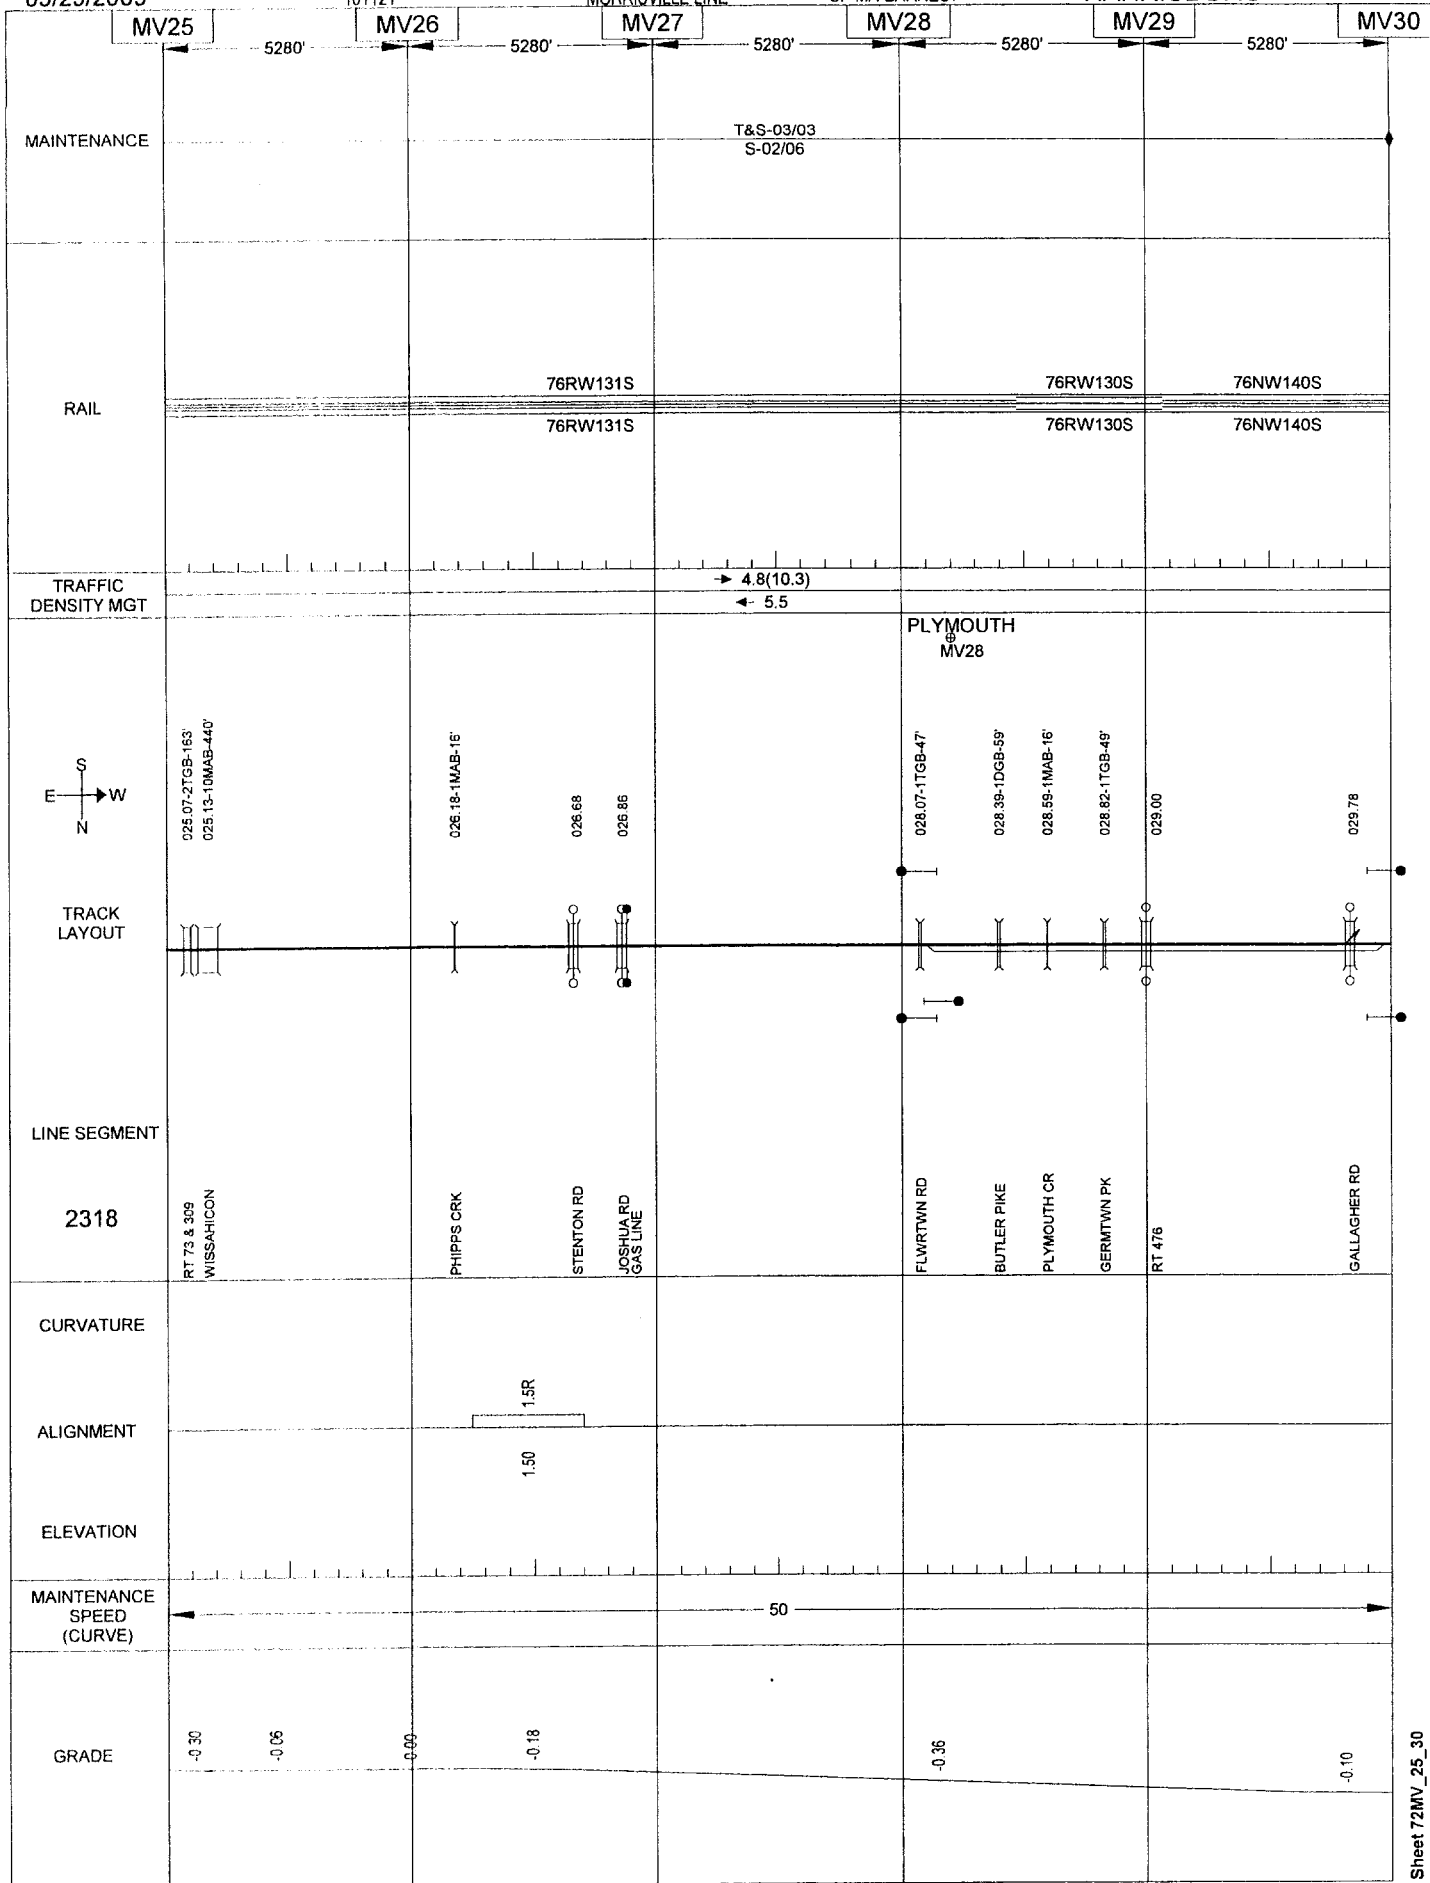 MV25 MV26 MV27 MV28 MV29 MV30
5280' 5280' 5280' 5280' 5280'
MAINTENANCE
T&S-03/03
S-02/06
RAIL
76RW131S 76RW130S 76NW140S
76RW131S 76RW130S 76NW140S
TRAFFIC
DENSITY MGT
4.8(10.3)
5.5
PLYMOUTH
MV28
S
E W
N
025.07-2TGB-163'
025.13-10MAB-440'
026.18-1MAB-16'
026.68
026.86
028.07-1TGB-47'
028.39-1DGB-59'
028.59-1MAB-16'
028.82-1TGB-49'
029.00
029.78
TRACK
LAYOUT
LINE SEGMENT
2318
RT 73 & 309
WISSAHICON
PHIPPS CRK
STENTON RD
JOSHUA RD
GAS LINE
FLWRTWN RD
BUTLER PIKE
PLYMOUTH CR
GERMTWN PK
RT 476
GALLAGHER RD
CURVATURE
1.5R
ALIGNMENT
1.50
ELEVATION
MAINTENANCE
SPEED
(CURVE)
50
GRADE
-0.30
-0.06
0.00
-0.18
-0.36
-0.10
Sheet 72MV_25_30